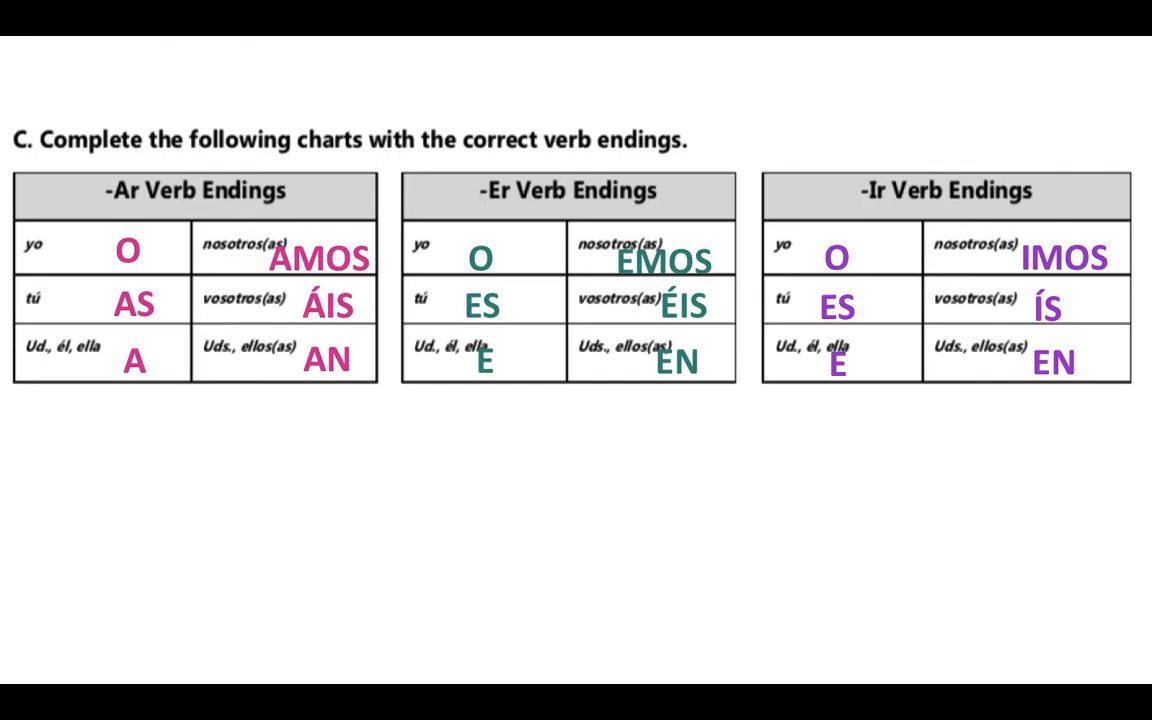 C. Complete the following charts with the correct verb endings.
-Ar Verb Endings
yo O nosotros(as) AMOS
tú AS vosotros(as) ÁIS
Ud., él, ella A Uds., ellos(as) AN
-Er Verb Endings
yo O nosotros(as) EMOS
tú ES vosotros(as) ÉIS
Ud., él, ella E Uds., ellos(as) EN
-Ir Verb Endings
yo O nosotros(as) IMOS
tú ES vosotros(as) ÍS
Ud., él, ella E Uds., ellos(as) EN